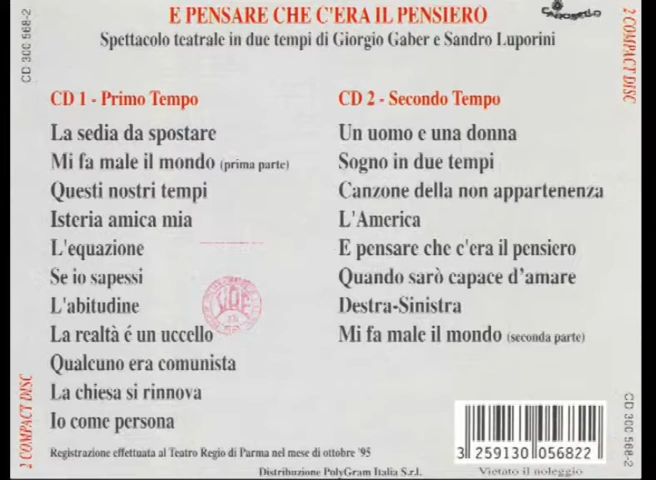 E PENSARE CHE C'ERA IL PENSIERO
CAROSELLO
Spettacolo teatrale in due tempi di Giorgio Gaber e Sandro Luporini
CD 300 568-2
2 COMPACT DISC
CD 1 - Primo Tempo
La sedia da spostare
Mi fa male il mondo (prima parte)
Questi nostri tempi
Isteria amica mia
L'equazione
Se io sapessi
L'abitudine
La realtà é un uccello
Qualcuno era comunista
La chiesa si rinnova
Io come persona
CD 2 - Secondo Tempo
Un uomo e una donna
Sogno in due tempi
Canzone della non appartenenza
L'America
E pensare che c'era il pensiero
Quando sarò capace d'amare
Destra-Sinistra
Mi fa male il mondo (seconda parte)
2 COMPACT DISC
CD 300 568-2
3 259130 056822
Registrazione effettuata al Teatro Regio di Parma nel mese di ottobre '95
Distribuzione PolyGram Italia S.r.l.
Vietato il noleggio